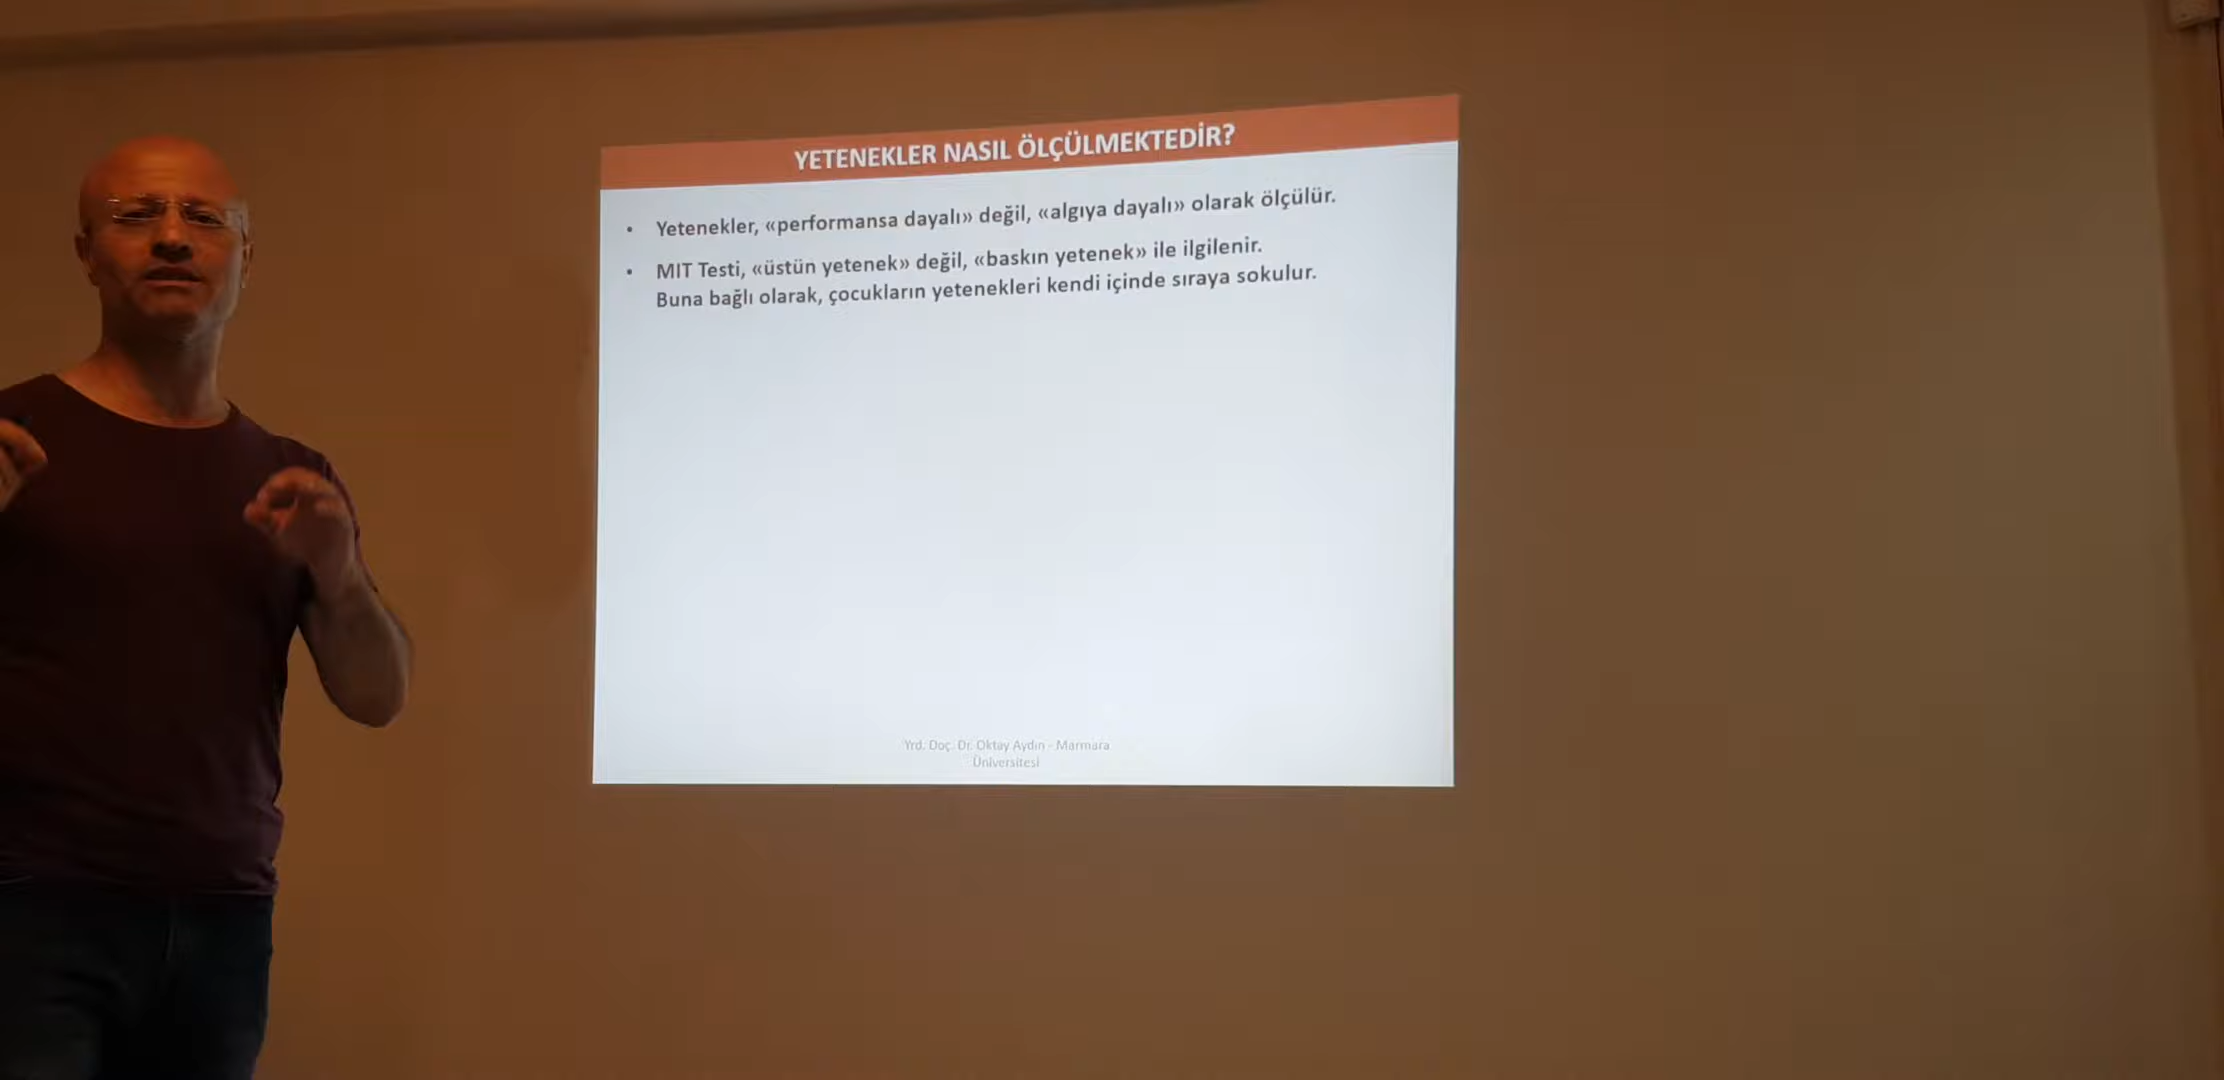 YETENEKLER NASIL ÖLÇÜLMEKTEDİR?
• Yetenekler, «performansa dayalı» değil, «algıya dayalı» olarak ölçülür.
• MIT Testi, «üstün yetenek» değil, «baskın yetenek» ile ilgilenir.
Buna bağlı olarak, çocukların yetenekleri kendi içinde sıraya sokulur.
Yrd. Doç. Dr. Oktay Aydın - Marmara
Üniversitesi